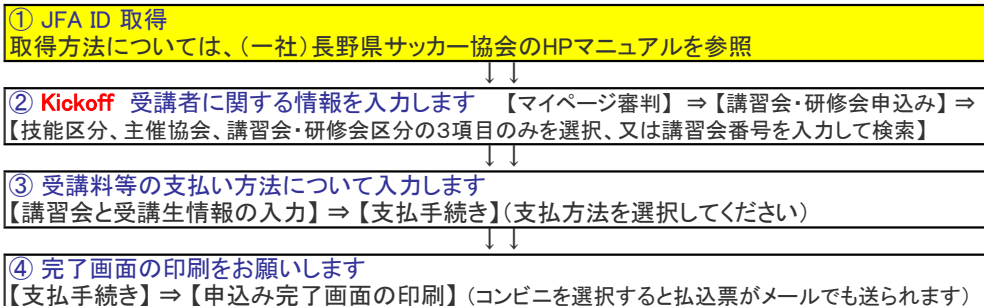 ① JFA ID 取得
取得方法については、(一社)長野県サッカー協会のHPマニュアルを参照
↓ ↓
② Kickoff 受講者に関する情報を入力します 【マイページ審判】 ⇒【講習会・研修会申込み】⇒
【技能区分、主催協会、講習会・研修会区分の3項目のみを選択、又は講習会番号を入力して検索】
↓ ↓
③ 受講料等の支払い方法について入力します
【講習会と受講生情報の入力】 ⇒ 【支払手続き】(支払方法を選択してください)
↓ ↓
④ 完了画面の印刷をお願いします
【支払手続き】 ⇒ 【申込み完了画面の印刷】 (コンビニを選択すると払込票がメールでも送られます)